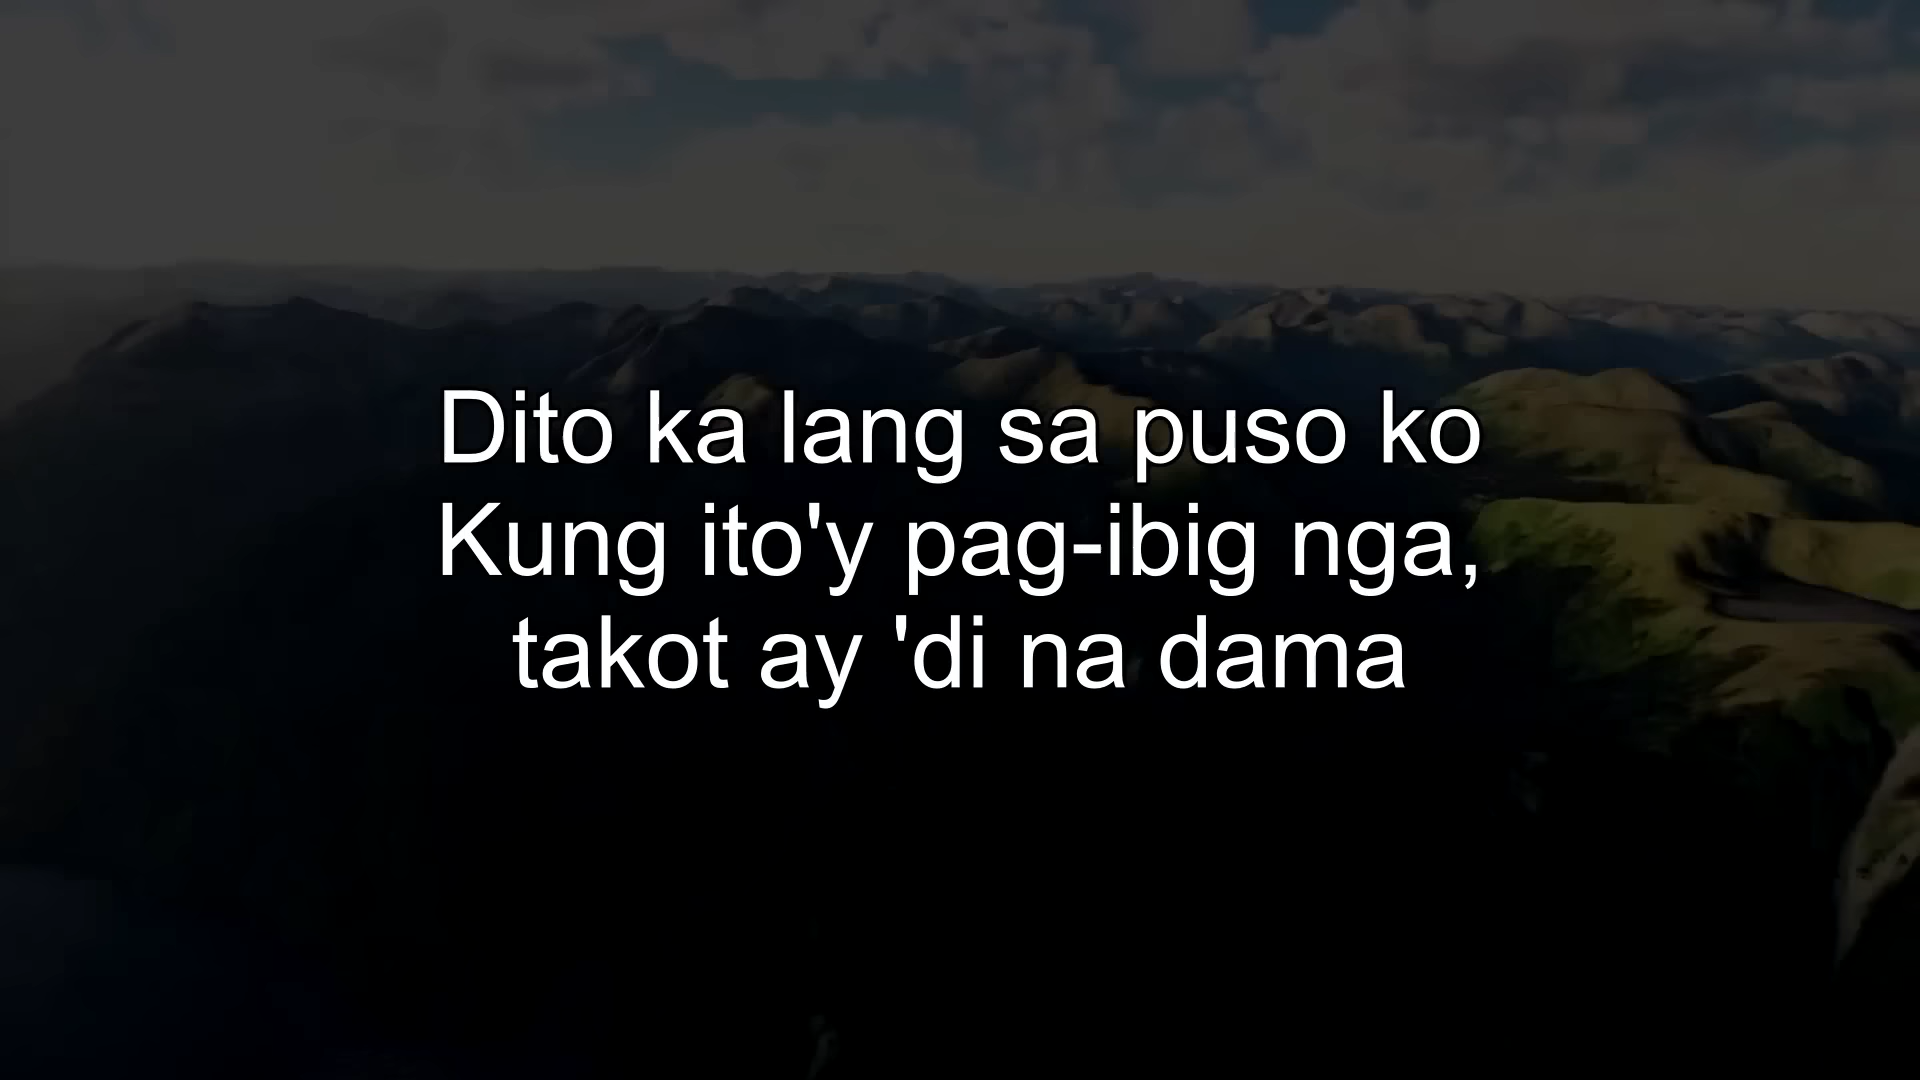 Dito ka lang sa puso ko
Kung ito'y pag-ibig nga,
takot ay 'di na dama